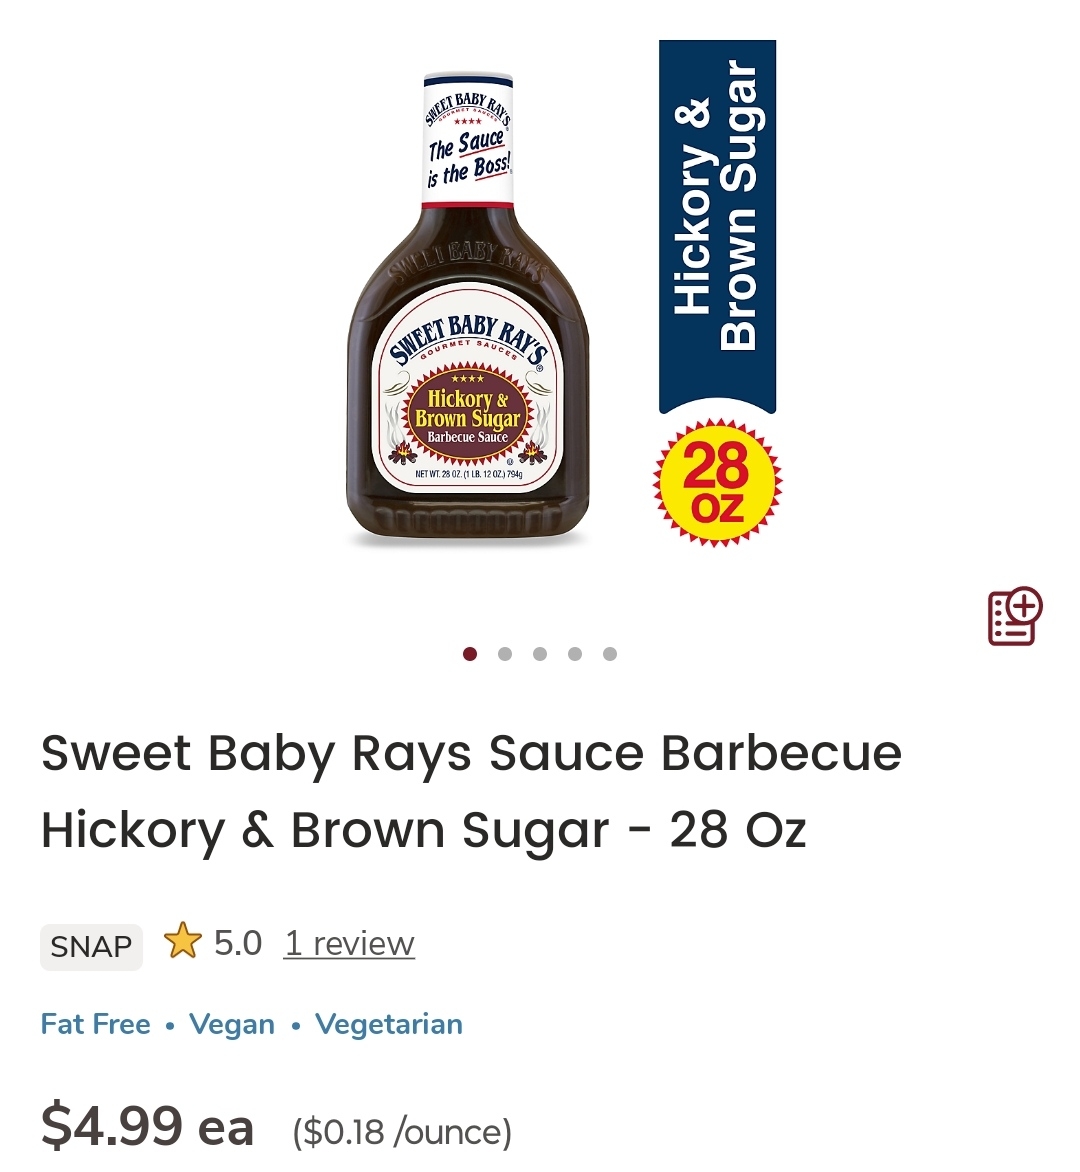 SWEET BABY RAY'S
GOURMET SAUCES
The Sauce
is the Boss!
SWEET BABY RAY'S
SWEET BABY RAY'S®
GOURMET SAUCES
Hickory &
Brown Sugar
Barbecue Sauce
NET WT. 28 OZ. (1 LB. 12 OZ.) 794g
Hickory &
Brown Sugar
28
OZ
Sweet Baby Rays Sauce Barbecue
Hickory & Brown Sugar - 28 Oz
SNAP 5.0 1 review
Fat Free • Vegan • Vegetarian
$4.99 ea ($0.18 /ounce)